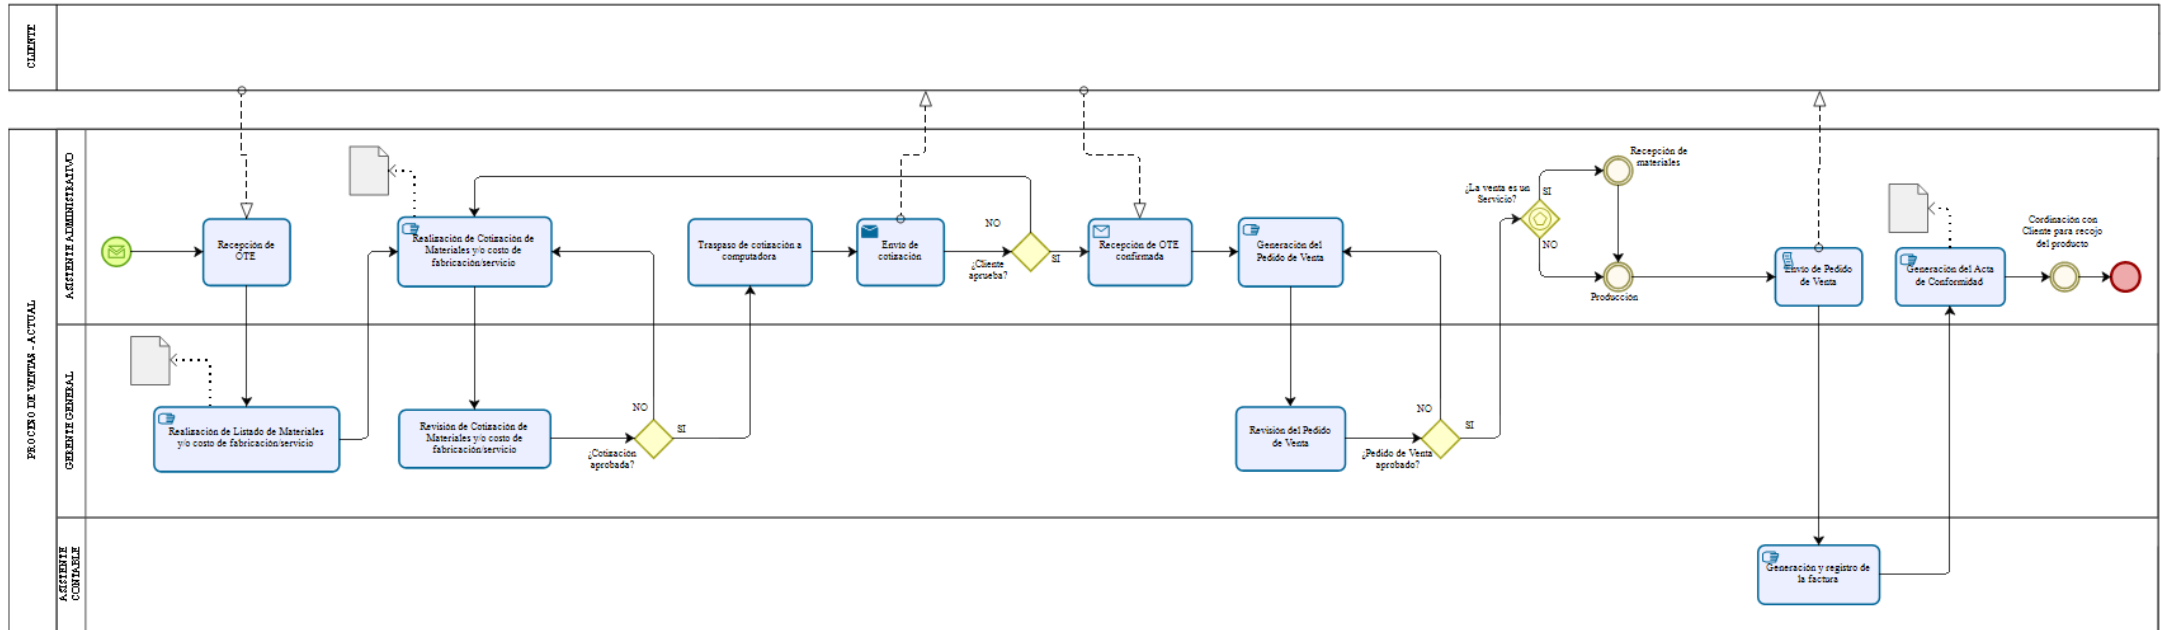 CLIENTE
PROCESO DE VENTAS - ACTUAL
ASISTENTE ADMINISTRATIVO
Recepción de
OTE
Realización de Cotización de
Materiales y/o costo de
fabricación/servicio
Traspaso de cotización a
computadora
Envío de
cotización
NO
¿Cliente
aprueba?
SI
Recepción de OTE
confirmada
Generación del
Pedido de Venta
¿La venta es un
Servicio?
SI
NO
Recepción de
materiales
Producción
Envío de Pedido
de Venta
Generación del Acta
de Conformidad
Cordinación con
Cliente para recojo
del producto
GERENTE GENERAL
Realización de Listado de Materiales
y/o costo de fabricación/servicio
Revisión de Cotización de
Materiales y/o costo de
fabricación/servicio
NO
SI
¿Cotización
aprobada?
Revisión del Pedido
de Venta
NO
SI
¿Pedido de Venta
aprobado?
ASISTENTE
CONTABLE
Generación y registro de
la factura